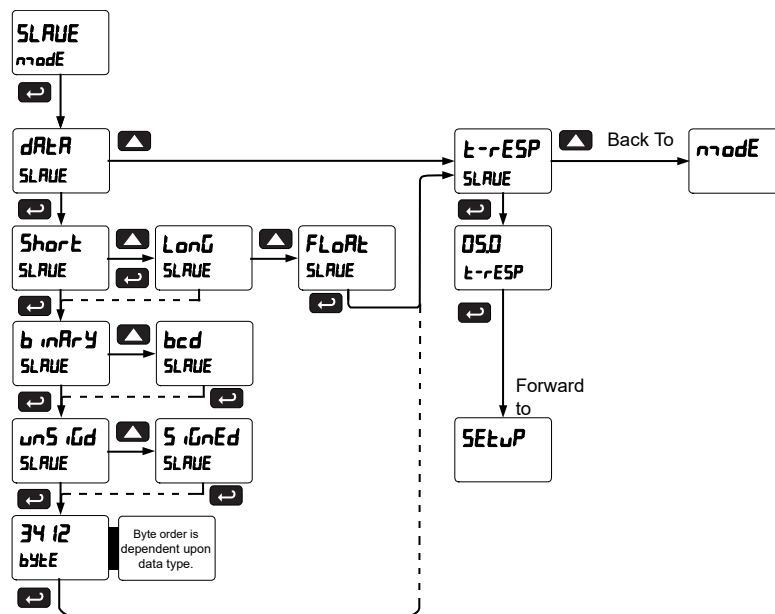 SLAVE
modE
dAtA
SLAVE
t-rESP
SLAVE
Back To
modE
Short
SLAVE
LonG
SLAVE
FLoAt
SLAVE
05.0
t-rESP
binArY
SLAVE
bcd
SLAVE
Forward
to
unSiGd
SLAVE
SiGnEd
SLAVE
SEtuP
3412
bYtE
Byte order is
dependent upon
data type.